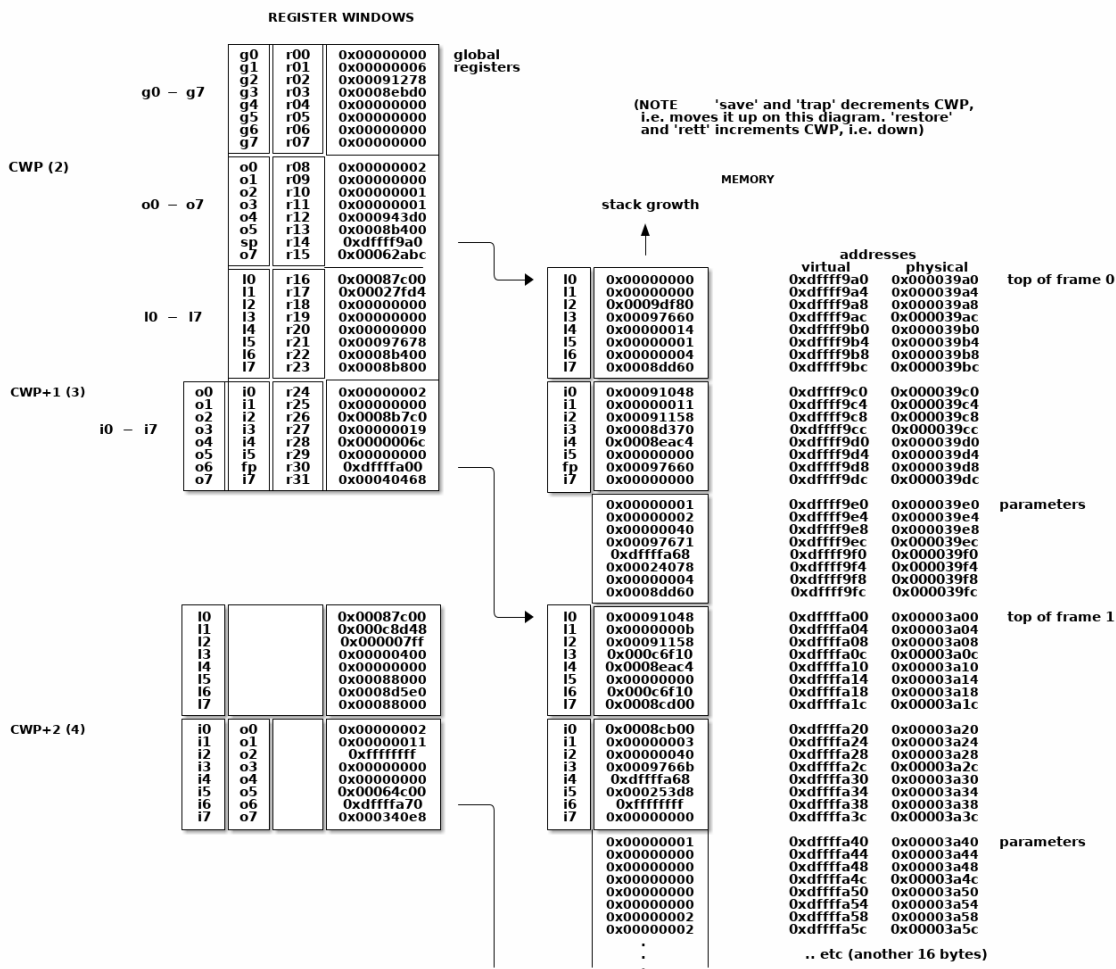 REGISTER WINDOWS
g0 r00 0x00000000 global
g1 r01 0x00000006 registers
g2 r02 0x00091278
g0 – g7 g3 r03 0x0008ebd0
g4 r04 0x00000000
g5 r05 0x00000000
g6 r06 0x00000000
g7 r07 0x00000000
(NOTE 'save' and 'trap' decrements CWP,
i.e. moves it up on this diagram. 'restore'
and 'rett' increments CWP, i.e. down)
CWP (2) o0 r08 0x00000002
o1 r09 0x00000000
o2 r10 0x00000001
o0 – o7 o3 r11 0x00000001
o4 r12 0x000943d0
o5 r13 0x0008b400
sp r14 0xdffff9a0
o7 r15 0x00062abc
MEMORY
stack growth
addresses
virtual physical
l0 r16 0x00087c00 l0 0x00000000 0xdffff9a0 0x000039a0 top of frame 0
l1 r17 0x00027fd4 l1 0x00000000 0xdffff9a4 0x000039a4
l2 r18 0x00000000 l2 0x0009df80 0xdffff9a8 0x000039a8
l0 – l7 l3 r19 0x00000000 l3 0x00097660 0xdffff9ac 0x000039ac
l4 r20 0x00000000 l4 0x00000014 0xdffff9b0 0x000039b0
l5 r21 0x00097678 l5 0x00000001 0xdffff9b4 0x000039b4
l6 r22 0x0008b400 l6 0x00000004 0xdffff9b8 0x000039b8
l7 r23 0x0008b800 l7 0x0008dd60 0xdffff9bc 0x000039bc
CWP+1 (3) o0 i0 r24 0x00000002 i0 0x00091048 0xdffff9c0 0x000039c0
o1 i1 r25 0x00000000 i1 0x00000011 0xdffff9c4 0x000039c4
o2 i2 r26 0x0008b7c0 i2 0x00091158 0xdffff9c8 0x000039c8
i0 – i7 o3 i3 r27 0x00000019 i3 0x0008d370 0xdffff9cc 0x000039cc
o4 i4 r28 0x0000006c i4 0x0008eac4 0xdffff9d0 0x000039d0
o5 i5 r29 0x00000000 i5 0x00000000 0xdffff9d4 0x000039d4
o6 fp r30 0xdffffa00 fp 0x00097660 0xdffff9d8 0x000039d8
o7 i7 r31 0x00040468 i7 0x00000000 0xdffff9dc 0x000039dc
0x00000001 0xdffff9e0 0x000039e0 parameters
0x00000002 0xdffff9e4 0x000039e4
0x00000040 0xdffff9e8 0x000039e8
0x00097671 0xdffff9ec 0x000039ec
0xdffffa68 0xdffff9f0 0x000039f0
0x00024078 0xdffff9f4 0x000039f4
0x00000004 0xdffff9f8 0x000039f8
0x0008dd60 0xdffff9fc 0x000039fc
l0 0x00087c00 l0 0x00091048 0xdffffa00 0x00003a00 top of frame 1
l1 0x000c8d48 l1 0x0000000b 0xdffffa04 0x00003a04
l2 0x000007ff l2 0x00091158 0xdffffa08 0x00003a08
l3 0x00000400 l3 0x000c6f10 0xdffffa0c 0x00003a0c
l4 0x00000000 l4 0x0008eac4 0xdffffa10 0x00003a10
l5 0x00088000 l5 0x00000000 0xdffffa14 0x00003a14
l6 0x0008d5e0 l6 0x000c6f10 0xdffffa18 0x00003a18
l7 0x00088000 l7 0x0008cd00 0xdffffa1c 0x00003a1c
CWP+2 (4) i0 o0 0x00000002 i0 0x0008cb00 0xdffffa20 0x00003a20
i1 o1 0x00000011 i1 0x00000003 0xdffffa24 0x00003a24
i2 o2 0xffffffff i2 0x00000040 0xdffffa28 0x00003a28
i3 o3 0x00000000 i3 0x0009766b 0xdffffa2c 0x00003a2c
i4 o4 0x00000000 i4 0xdffffa68 0xdffffa30 0x00003a30
i5 o5 0x00064c00 i5 0x000253d8 0xdffffa34 0x00003a34
i6 o6 0xdffffa70 i6 0xffffffff 0xdffffa38 0x00003a38
i7 o7 0x000340e8 i7 0x00000000 0xdffffa3c 0x00003a3c
0x00000001 0xdffffa40 0x00003a40 parameters
0x00000000 0xdffffa44 0x00003a44
0x00000000 0xdffffa48 0x00003a48
0x00000000 0xdffffa4c 0x00003a4c
0x00000000 0xdffffa50 0x00003a50
0x00000000 0xdffffa54 0x00003a54
0x00000002 0xdffffa58 0x00003a58
0x00000002 0xdffffa5c 0x00003a5c
.. etc (another 16 bytes)